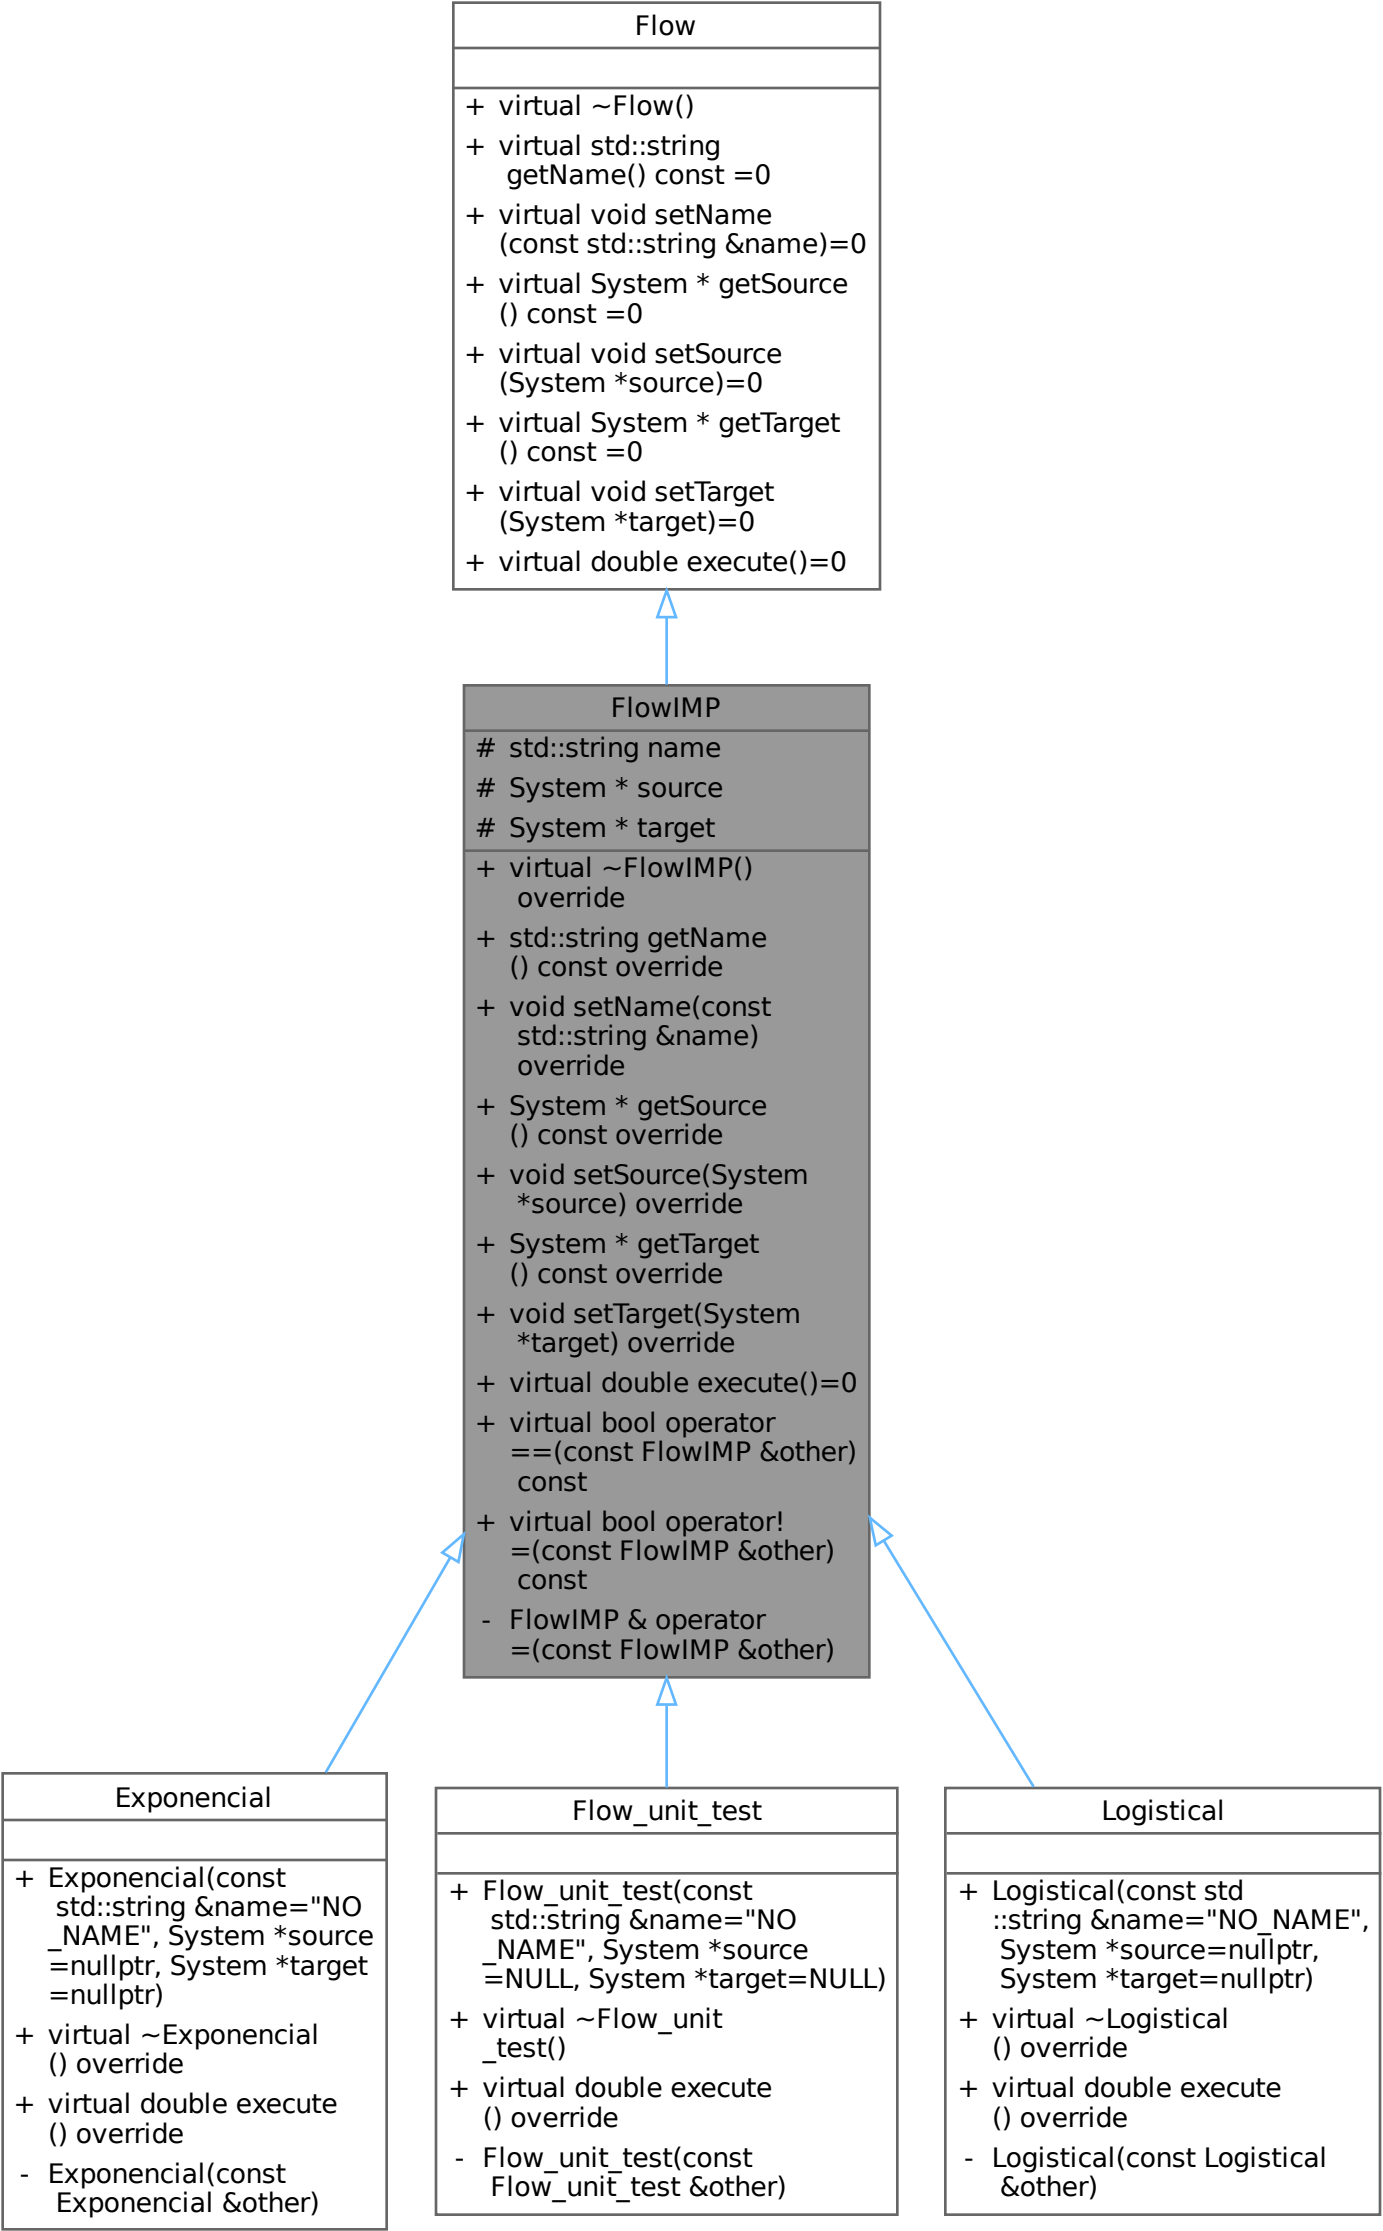 Flow
+ virtual ~Flow()
+ virtual std::string
getName() const =0
+ virtual void setName
(const std::string &name)=0
+ virtual System * getSource
() const =0
+ virtual void setSource
(System *source)=0
+ virtual System * getTarget
() const =0
+ virtual void setTarget
(System *target)=0
+ virtual double execute()=0
FlowIMP
# std::string name
# System * source
# System * target
+ virtual ~FlowIMP()
override
+ std::string getName
() const override
+ void setName(const
std::string &name)
override
+ System * getSource
() const override
+ void setSource(System
*source) override
+ System * getTarget
() const override
+ void setTarget(System
*target) override
+ virtual double execute()=0
+ virtual bool operator
==(const FlowIMP &other)
const
+ virtual bool operator!
=(const FlowIMP &other)
const
- FlowIMP & operator
=(const FlowIMP &other)
Exponencial
+ Exponencial(const
std::string &name="NO
_NAME", System *source
=nullptr, System *target
=nullptr)
+ virtual ~Exponencial
() override
+ virtual double execute
() override
- Exponencial(const
Exponencial &other)
Flow_unit_test
+ Flow_unit_test(const
std::string &name="NO
_NAME", System *source
=NULL, System *target=NULL)
+ virtual ~Flow_unit
_test()
+ virtual double execute
() override
- Flow_unit_test(const
Flow_unit_test &other)
Logistical
+ Logistical(const std
::string &name="NO_NAME",
System *source=nullptr,
System *target=nullptr)
+ virtual ~Logistical
() override
+ virtual double execute
() override
- Logistical(const Logistical
&other)